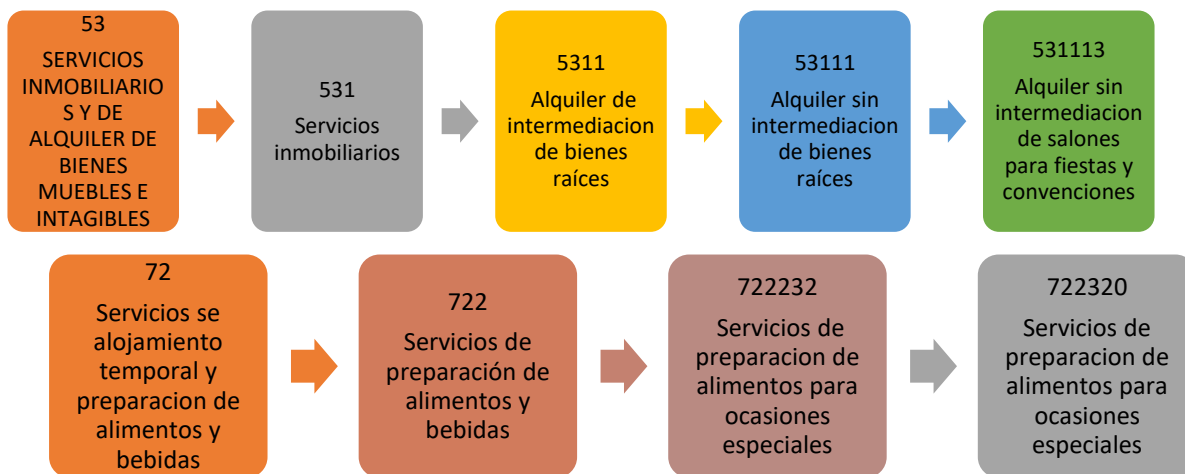 53
SERVICIOS
INMOBILIARIO
S Y DE
ALQUILER DE
BIENES
MUEBLES E
INTAGIBLES
531
Servicios
inmobiliarios
5311
Alquiler de
intermediacion
de bienes
raíces
53111
Alquiler sin
intermediacion
de bienes
raíces
531113
Alquiler sin
intermediacion
de salones
para fiestas y
convenciones
72
Servicios se
alojamiento
temporal y
preparacion de
alimentos y
bebidas
722
Servicios de
preparación de
alimentos y
bebidas
722232
Servicios de
preparacion de
alimentos para
ocasiones
especiales
722320
Servicios de
preparacion de
alimentos para
ocasiones
especiales